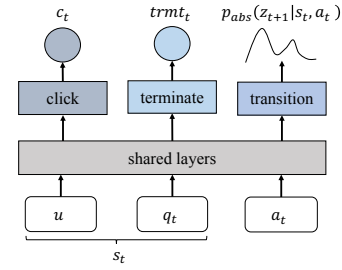 c_t trmt_t p_abs(z_{t+1}|s_t, a_t )
click terminate transition
shared layers
u q_t a_t
s_t